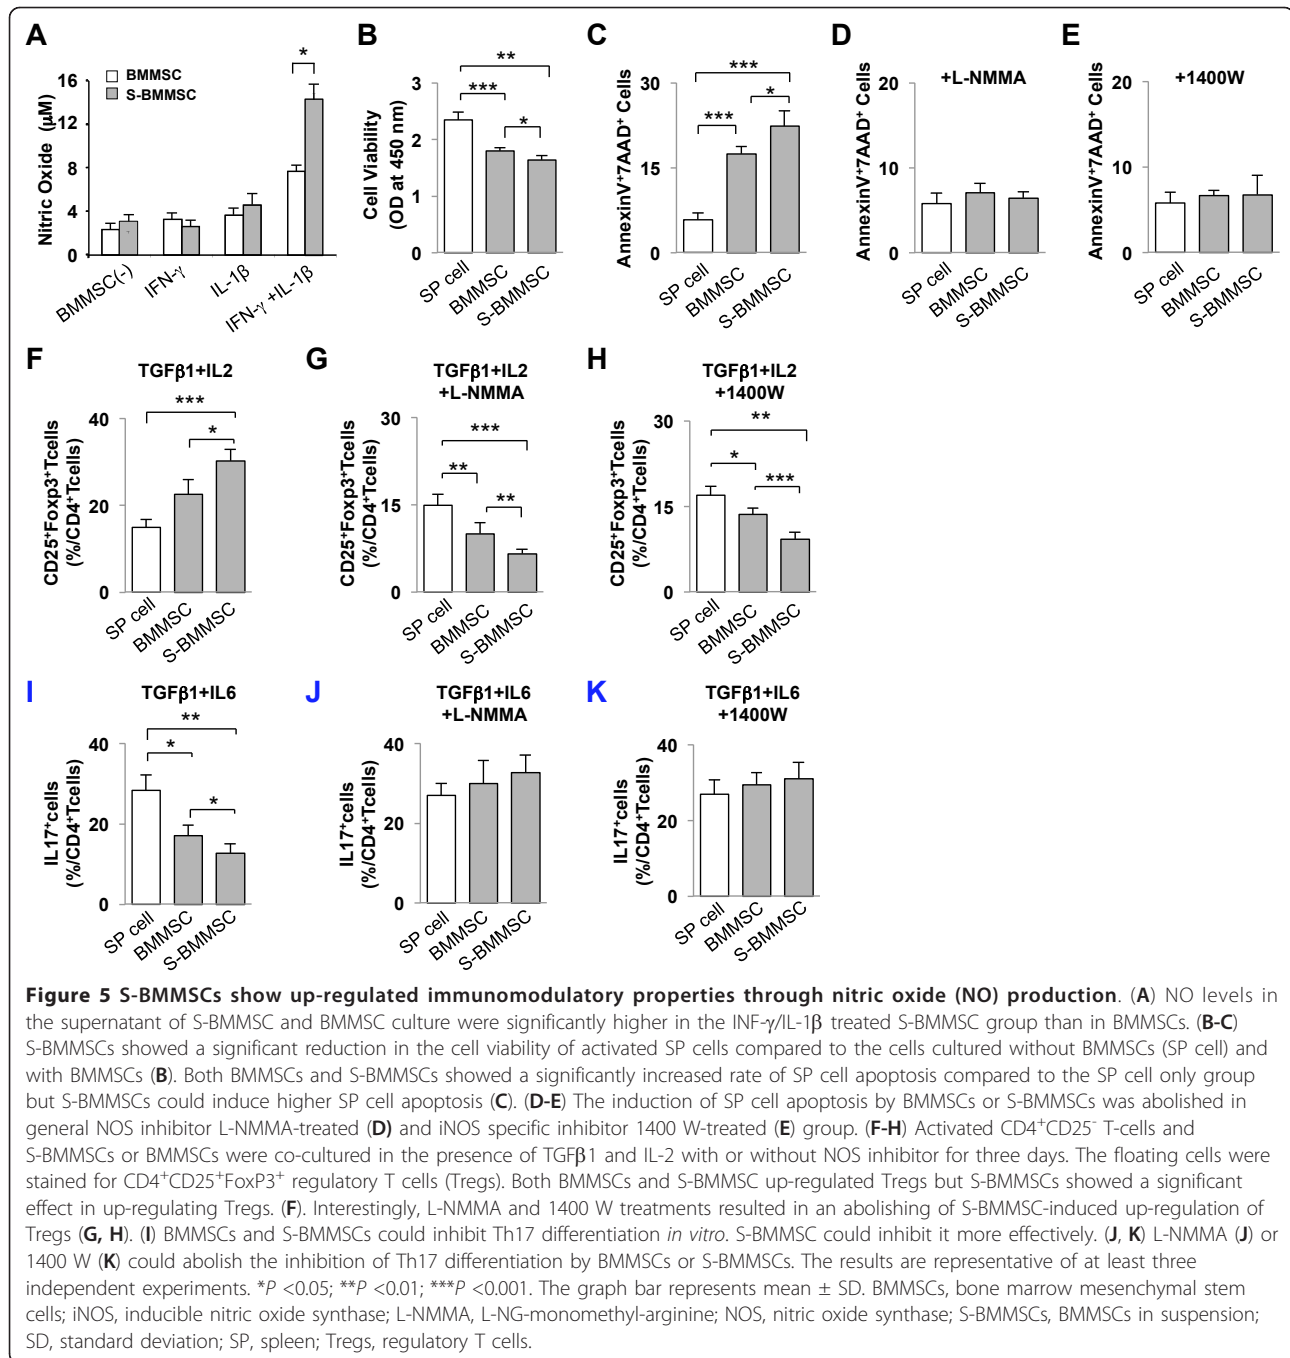 A
*
16
12
8
4
0
Nitric Oxide (μM)
BMMSC
S-BMMSC
BMMSC(-)
IFN-γ
IL-1β
IFN-γ +IL-1β
B
**
***
*
3
2
1
0
Cell Viability
(OD at 450 nm)
SP cell
BMMSC
S-BMMSC
C
***
***
*
30
15
0
AnnexinV⁺7AAD⁺ Cells
SP cell
BMMSC
S-BMMSC
D
+L-NMMA
20
10
0
AnnexinV⁺7AAD⁺ Cells
SP cell
BMMSC
S-BMMSC
E
+1400W
20
10
0
AnnexinV⁺7AAD⁺ Cells
SP cell
BMMSC
S-BMMSC
F
TGFβ1+IL2
***
*
40
20
0
CD25⁺Foxp3⁺Tcells
(%/CD4⁺Tcells)
SP cell
BMMSC
S-BMMSC
G
TGFβ1+IL2
+L-NMMA
***
**
**
30
15
0
CD25⁺Foxp3⁺Tcells
(%/CD4⁺Tcells)
SP cell
BMMSC
S-BMMSC
H
TGFβ1+IL2
+1400W
**
*
***
30
15
0
CD25⁺Foxp3⁺Tcells
(%/CD4⁺Tcells)
SP cell
BMMSC
S-BMMSC
I
TGFβ1+IL6
**
*
*
40
20
0
IL17⁺cells
(%/CD4⁺Tcells)
SP cell
BMMSC
S-BMMSC
J
TGFβ1+IL6
+L-NMMA
40
20
0
IL17⁺cells
(%/CD4⁺Tcells)
SP cell
BMMSC
S-BMMSC
K
TGFβ1+IL6
+1400W
40
20
0
IL17⁺cells
(%/CD4⁺Tcells)
SP cell
BMMSC
S-BMMSC
Figure 5 S-BMMSCs show up-regulated immunomodulatory properties through nitric oxide (NO) production. (A) NO levels in
the supernatant of S-BMMSC and BMMSC culture were significantly higher in the INF-γ/IL-1β treated S-BMMSC group than in BMMSCs. (B-C)
S-BMMSCs showed a significant reduction in the cell viability of activated SP cells compared to the cells cultured without BMMSCs (SP cell) and
with BMMSCs (B). Both BMMSCs and S-BMMSCs showed a significantly increased rate of SP cell apoptosis compared to the SP cell only group
but S-BMMSCs could induce higher SP cell apoptosis (C). (D-E) The induction of SP cell apoptosis by BMMSCs or S-BMMSCs was abolished in
general NOS inhibitor L-NMMA-treated (D) and iNOS specific inhibitor 1400 W-treated (E) group. (F-H) Activated CD4⁺CD25⁻ T-cells and
S-BMMSCs or BMMSCs were co-cultured in the presence of TGFβ1 and IL-2 with or without NOS inhibitor for three days. The floating cells were
stained for CD4⁺CD25⁺FoxP3⁺ regulatory T cells (Tregs). Both BMMSCs and S-BMMSC up-regulated Tregs but S-BMMSCs showed a significant
effect in up-regulating Tregs. (F). Interestingly, L-NMMA and 1400 W treatments resulted in an abolishing of S-BMMSC-induced up-regulation of
Tregs (G, H). (I) BMMSCs and S-BMMSCs could inhibit Th17 differentiation in vitro. S-BMMSC could inhibit it more effectively. (J, K) L-NMMA (J) or
1400 W (K) could abolish the inhibition of Th17 differentiation by BMMSCs or S-BMMSCs. The results are representative of at least three
independent experiments. *P <0.05; **P <0.01; ***P <0.001. The graph bar represents mean ± SD. BMMSCs, bone marrow mesenchymal stem
cells; iNOS, inducible nitric oxide synthase; L-NMMA, L-NG-monomethyl-arginine; NOS, nitric oxide synthase; S-BMMSCs, BMMSCs in suspension;
SD, standard deviation; SP, spleen; Tregs, regulatory T cells.